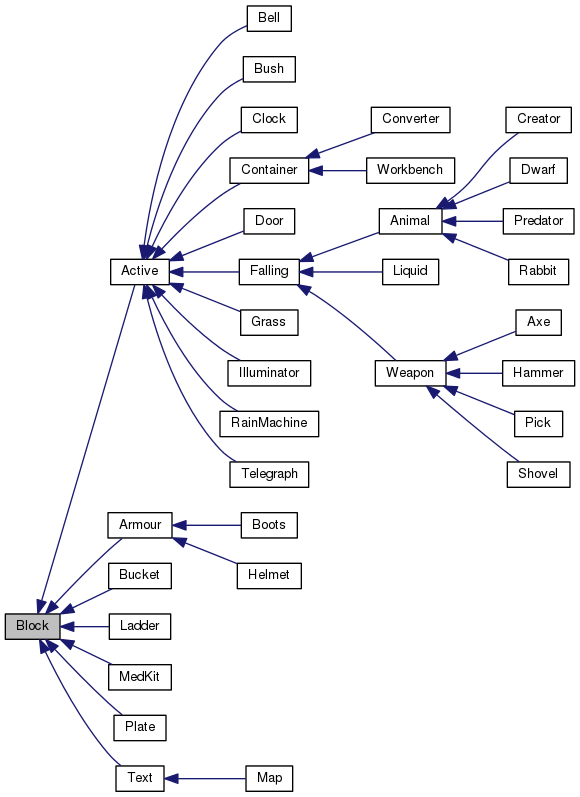 Bell
Bush
Clock
Converter
Creator
Container
Workbench
Dwarf
Door
Animal
Predator
Active
Falling
Liquid
Rabbit
Grass
Axe
Illuminator
Weapon
Hammer
RainMachine
Pick
Telegraph
Shovel
Armour
Boots
Bucket
Helmet
Block
Ladder
MedKit
Plate
Text
Map